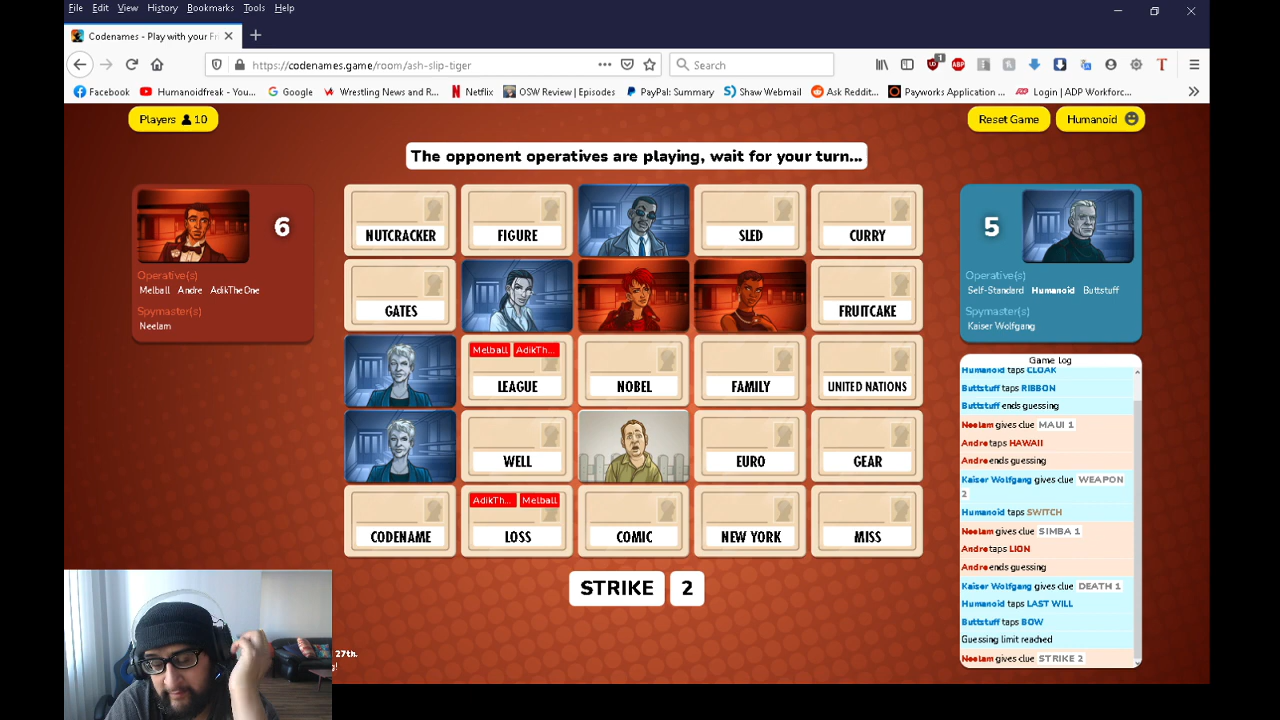 File Edit View History Bookmarks Tools Help
Codenames - Play with your Fri
https://codenames.game/room/ash-slip-tiger
Search
Facebook Humanoidfreak - You... Google Wrestling News and R... Netflix OSW Review | Episodes PayPal: Summary Shaw Webmail Ask Reddit... Payworks Application ... Login | ADP Workforc...
Players 10
Reset Game
Humanoid
The opponent operatives are playing, wait for your turn...
6
Operative(s)
Melball Andre AdikTheOne
Spymaster(s)
Neelam
NUTCRACKER FIGURE SLED CURRY
GATES FRUITCAKE
Melball AdikTh...
LEAGUE NOBEL FAMILY UNITED NATIONS
WELL EURO GEAR
AdikTh... Melball
CODENAME LOSS COMIC NEW YORK MISS
STRIKE 2
5
Operative(s)
Self-Standard Humanoid Buttstuff
Spymaster(s)
Kaiser Wolfgang
Game Log
Humanoid taps CLOAK
Buttstuff taps RIBBON
Buttstuff ends guessing
Neelam gives clue MAUI 1
Andre taps HAWAII
Andre ends guessing
Kaiser Wolfgang gives clue WEAPON
2
Humanoid taps SWITCH
Neelam gives clue SIMBA 1
Andre taps LION
Andre ends guessing
Kaiser Wolfgang gives clue DEATH 1
Humanoid taps LAST WILL
Buttstuff taps BOW
Guessing limit reached
Neelam gives clue STRIKE 2
27th.